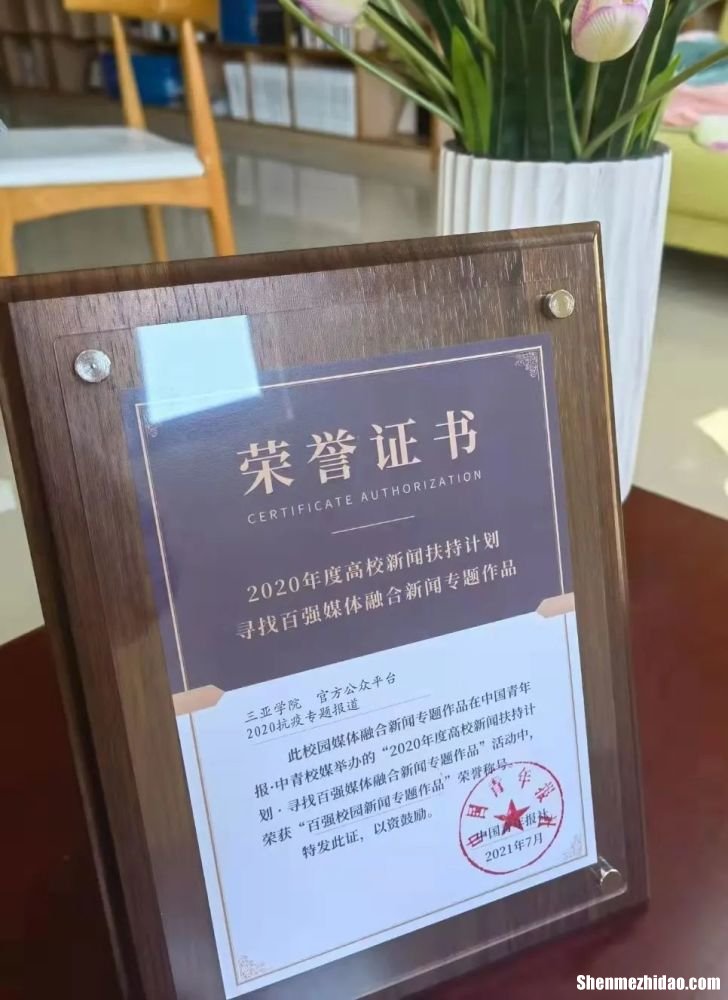 荣誉证书
CERTIFICATE AUTHORIZATION
2020年度高校新闻扶持计划
寻找百强媒体融合新闻专题作品
三亚学院 官方公众平台
2020抗疫专题报道
此校园媒体融合新闻专题作品在中国青年
报·中青校媒举办的“2020年度高校新闻扶持计
划·寻找百强媒体融合新闻专题作品”活动中,
荣获“百强校园新闻专题作品”荣誉称号。
特发此证，以资鼓励。
中国青年报社
2021年7月
中国青年报社
Shenmezhidao.com